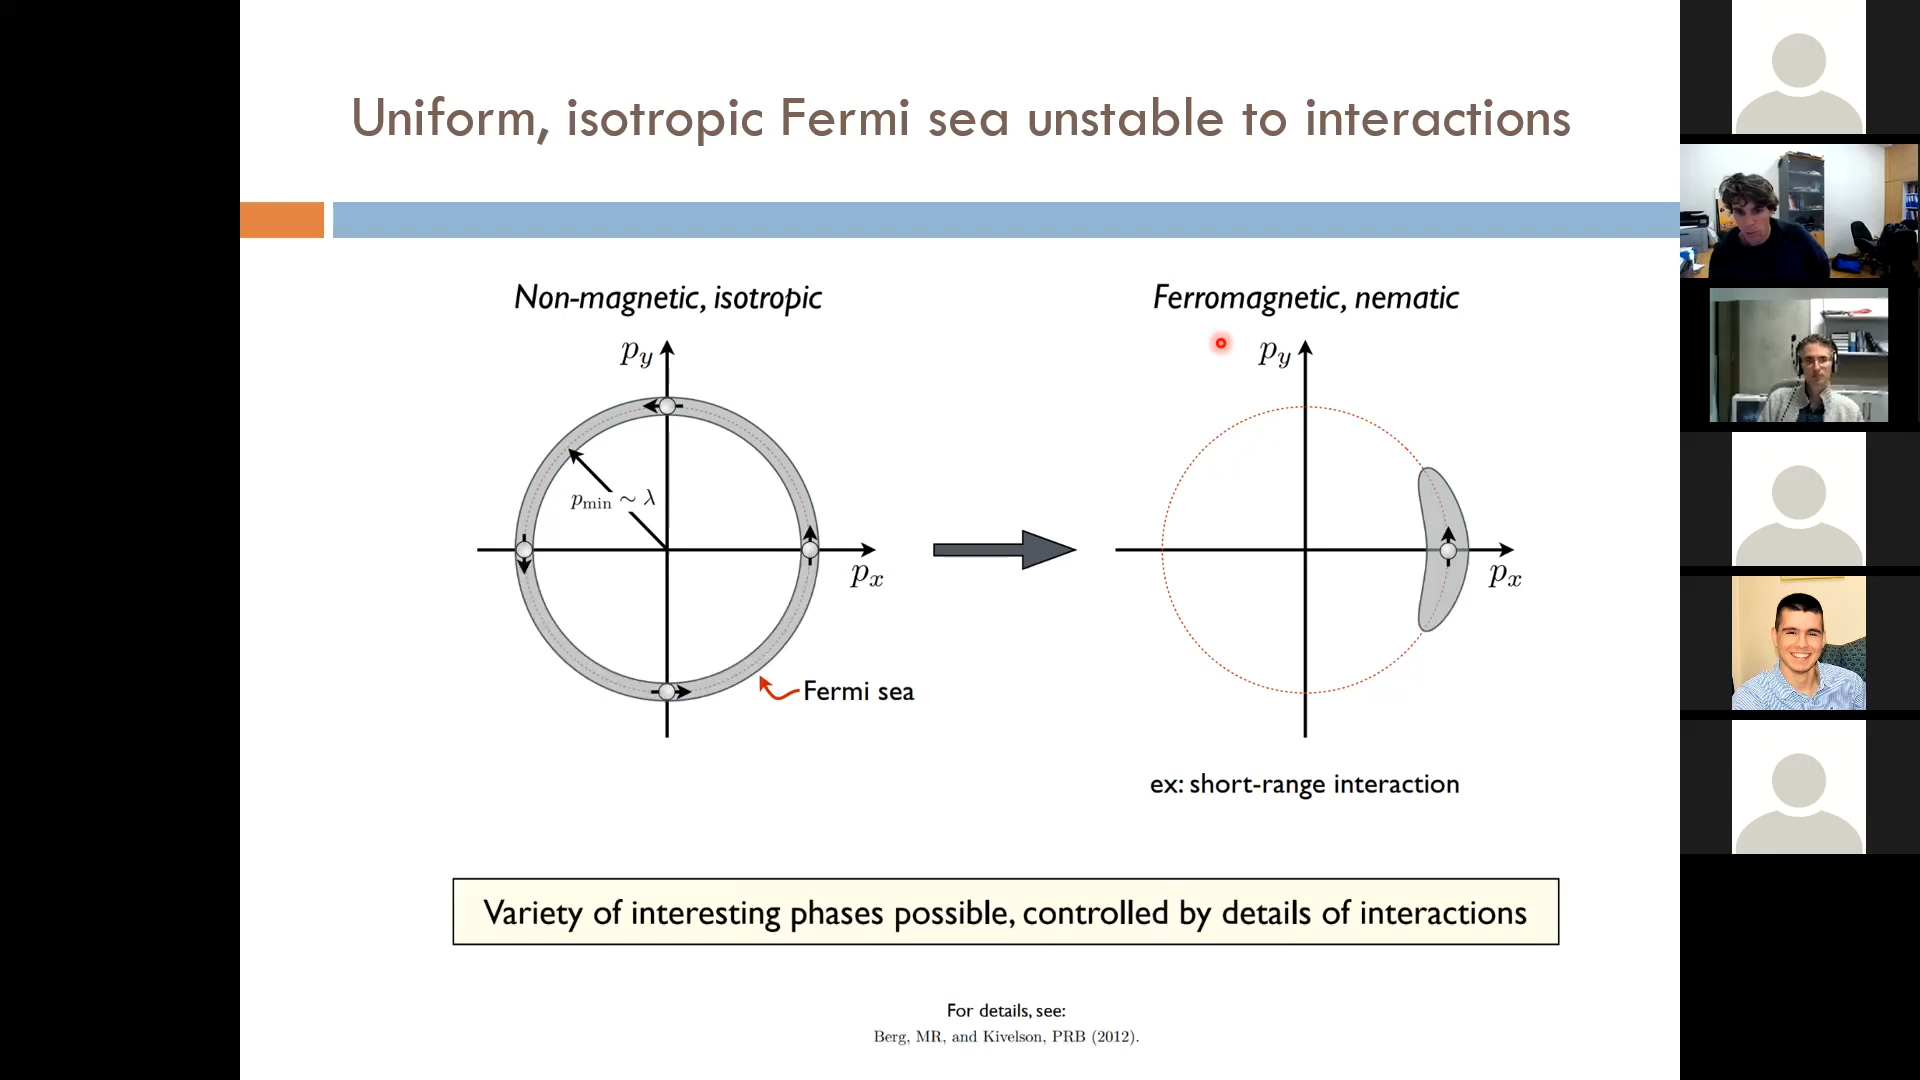 Uniform, isotropic Fermi sea unstable to interactions
Non-magnetic, isotropic
p_y
p_min ~ λ
p_x
Fermi sea
Ferromagnetic, nematic
p_y
p_x
ex: short-range interaction
Variety of interesting phases possible, controlled by details of interactions
For details, see:
Berg, MR, and Kivelson, PRB (2012).